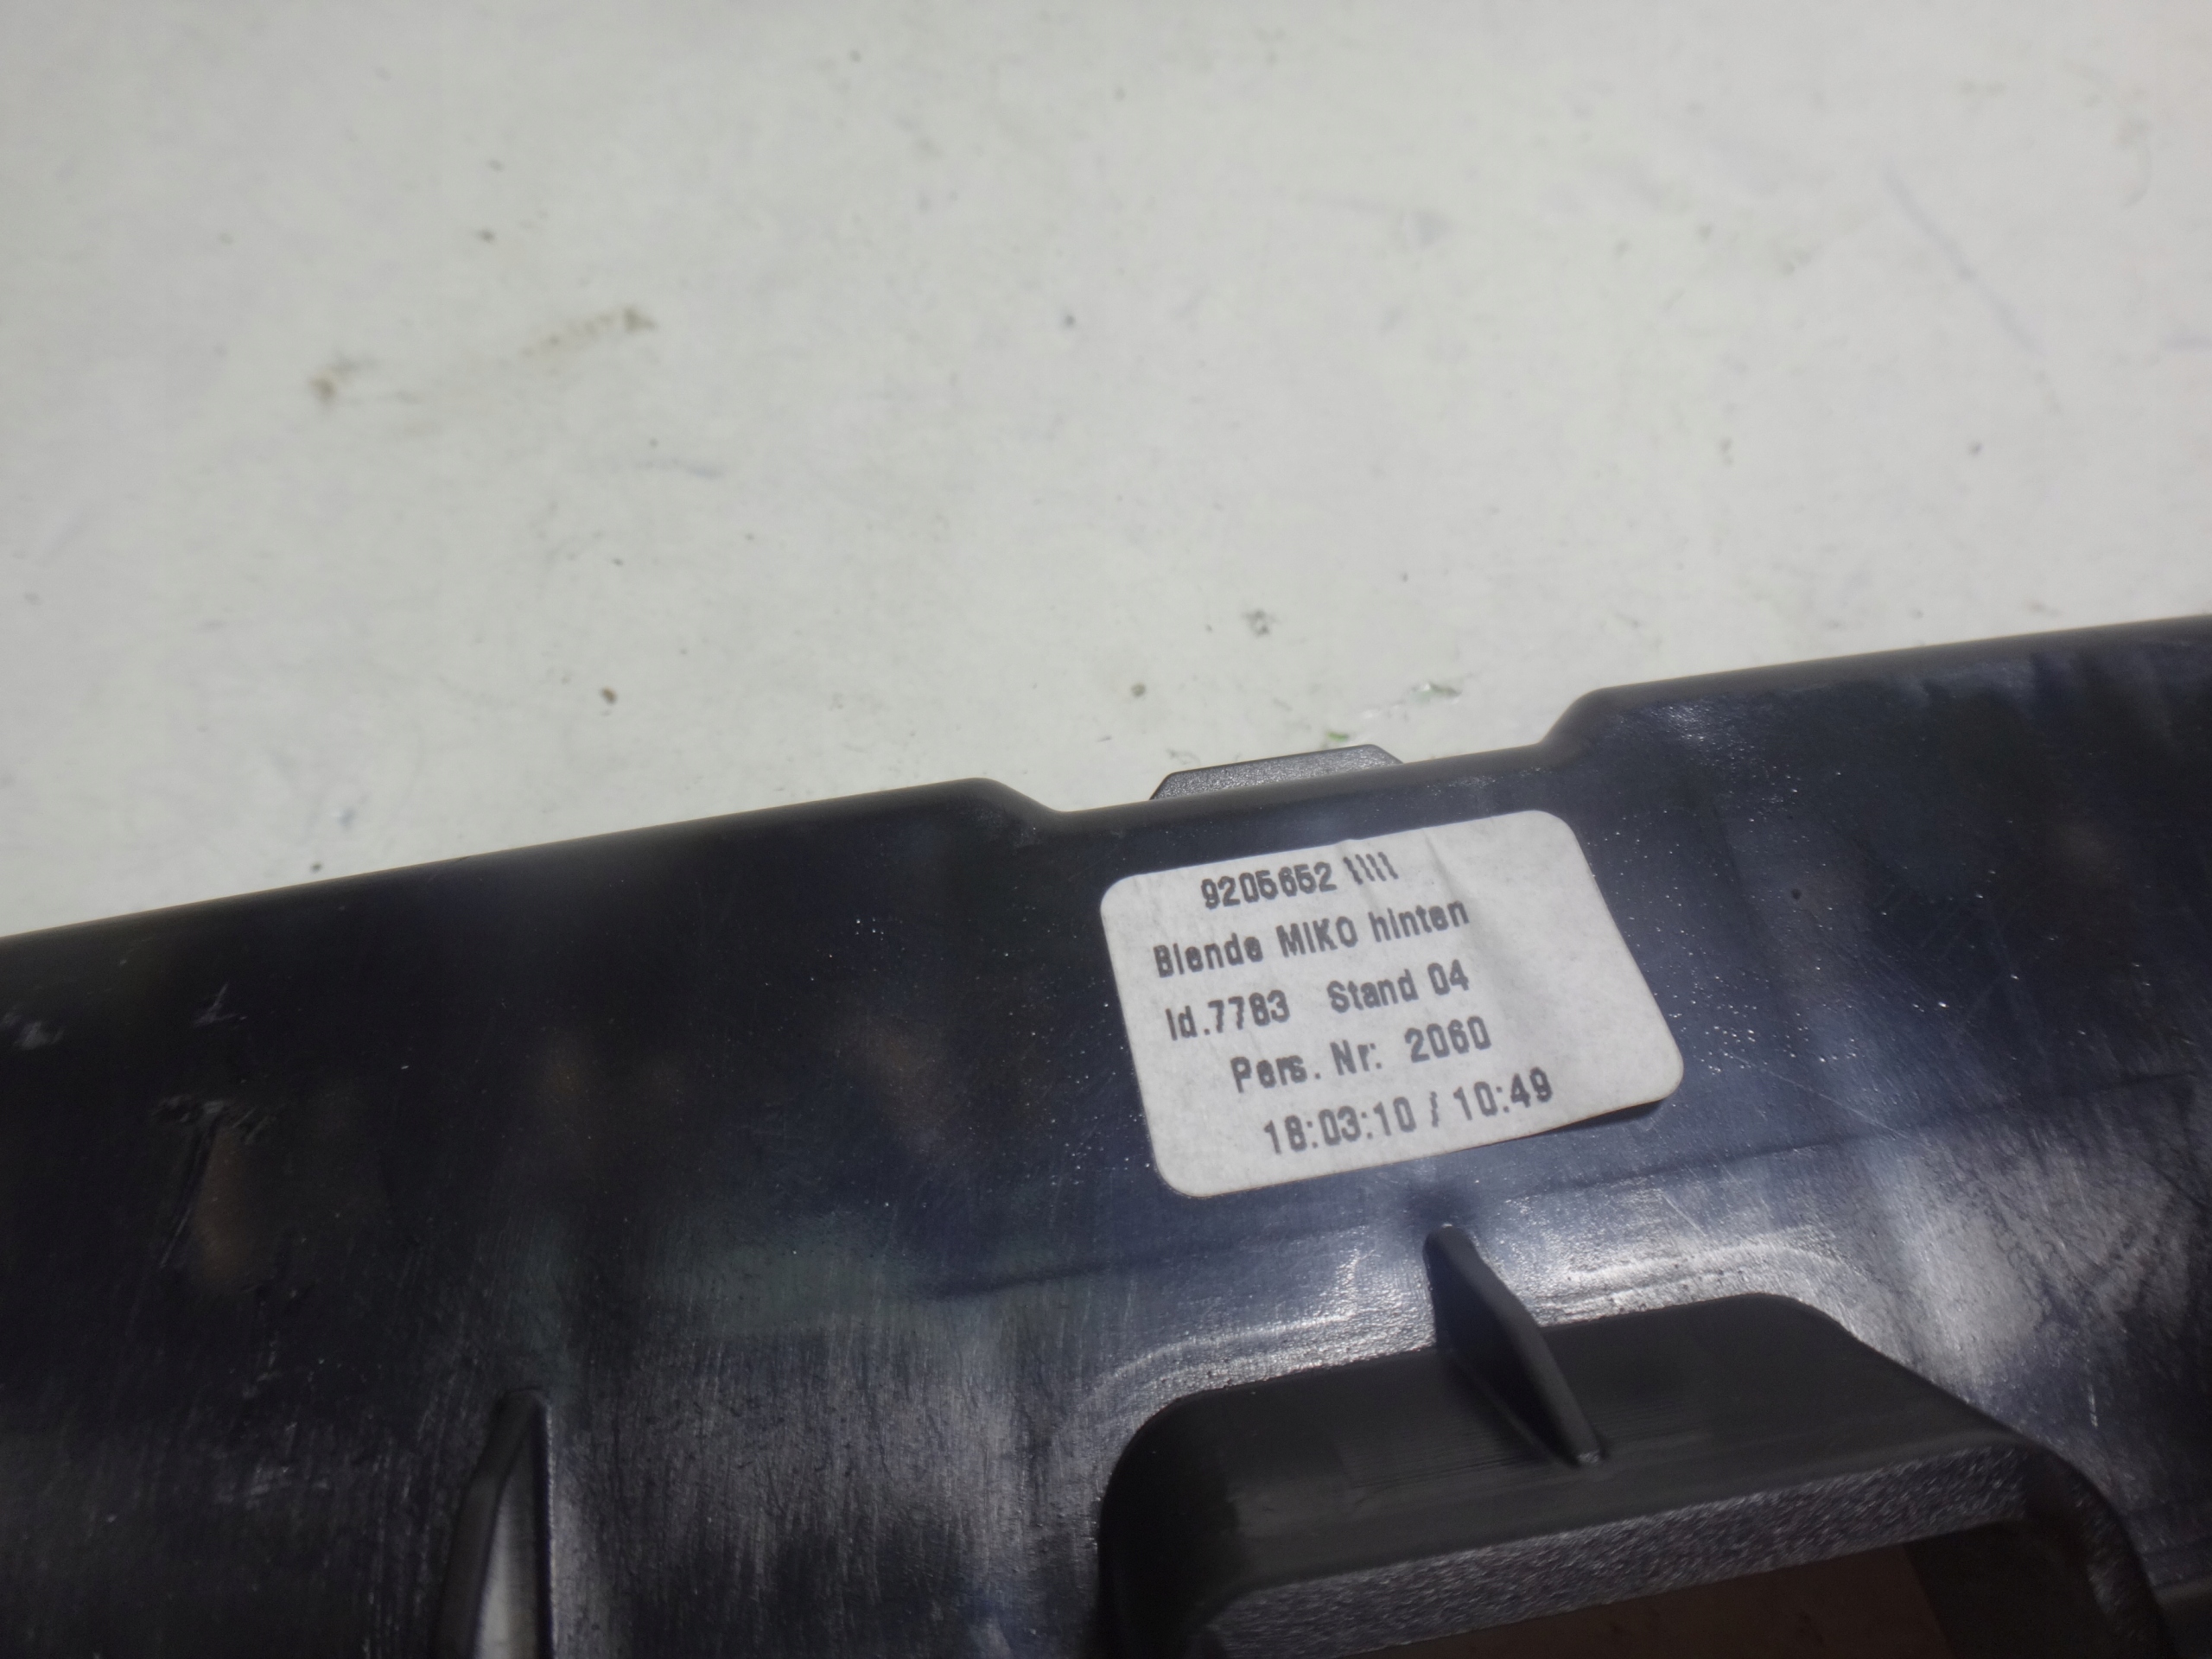 9205652 \\\\
Blende MIKO hinten
Id.7783 Stand 04
Pers. Nr: 2060
18:03:10 / 10:49